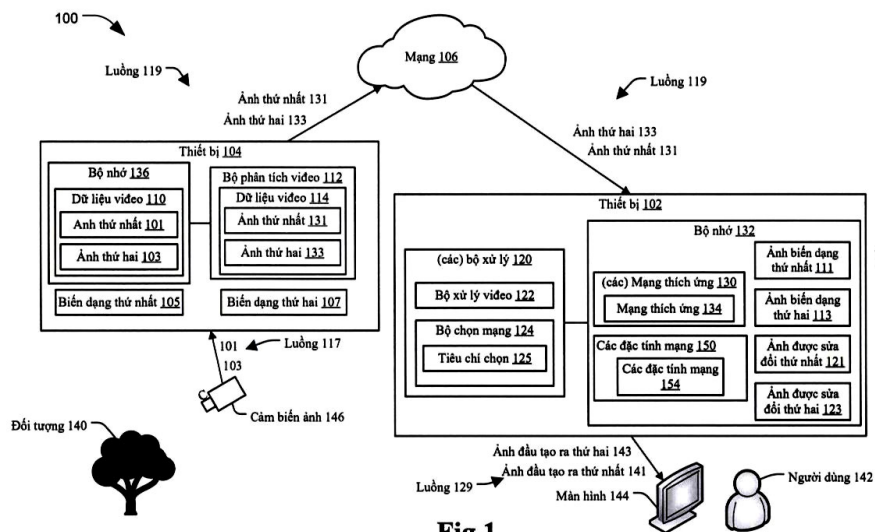 100
Mạng 106
Luồng 119
Luồng 119
Ảnh thứ nhất 131
Ảnh thứ hai 133
Ảnh thứ hai 133
Ảnh thứ nhất 131
Thiết bị 104
Bộ nhớ 136
Dữ liệu video 110
Ảnh thứ nhất 101
Ảnh thứ hai 103
Bộ phân tích video 112
Dữ liệu video 114
Ảnh thứ nhất 131
Ảnh thứ hai 133
Biến dạng thứ nhất 105
Biến dạng thứ hai 107
101
103
Luồng 117
Cảm biến ảnh 146
Đối tượng 140
Thiết bị 102
(các) bộ xử lý 120
Bộ xử lý video 122
Bộ chọn mạng 124
Tiêu chí chọn 125
Bộ nhớ 132
(các) Mạng thích ứng 130
Mạng thích ứng 134
Các đặc tính mạng 150
Các đặc tính mạng
154
Ảnh biến dạng
thứ nhất 111
Ảnh biến dạng
thứ hai 113
Ảnh được sửa
đổi thứ nhất 121
Ảnh được sửa
đổi thứ hai 123
Ảnh đầu tạo ra thứ hai 143
Ảnh đầu tạo ra thứ nhất 141
Luồng 129
Màn hình 144
Người dùng 142
Fig 1